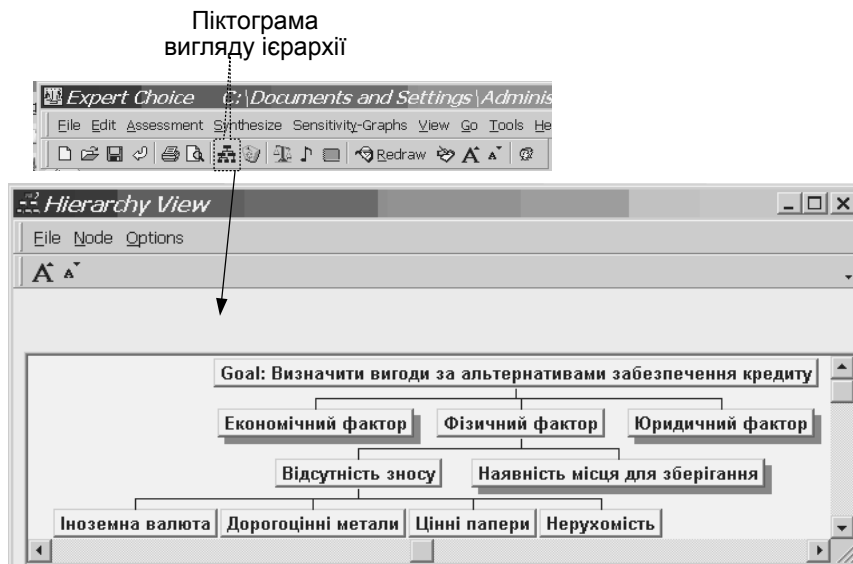 Піктограма
вигляду ієрархії
Expert Choice C:\Documents and Settings\Adminis
File Edit Assessment Synthesize Sensitivity-Graphs View Go Tools He
Redraw A A
Hierarchy View
File Node Options
A A
Goal: Визначити вигоди за альтернативами забезпечення кредиту
Економічний фактор Фізичний фактор Юридичний фактор
Відсутність зносу Наявність місця для зберігання
Іноземна валюта Дорогоцінні метали Цінні папери Нерухомість